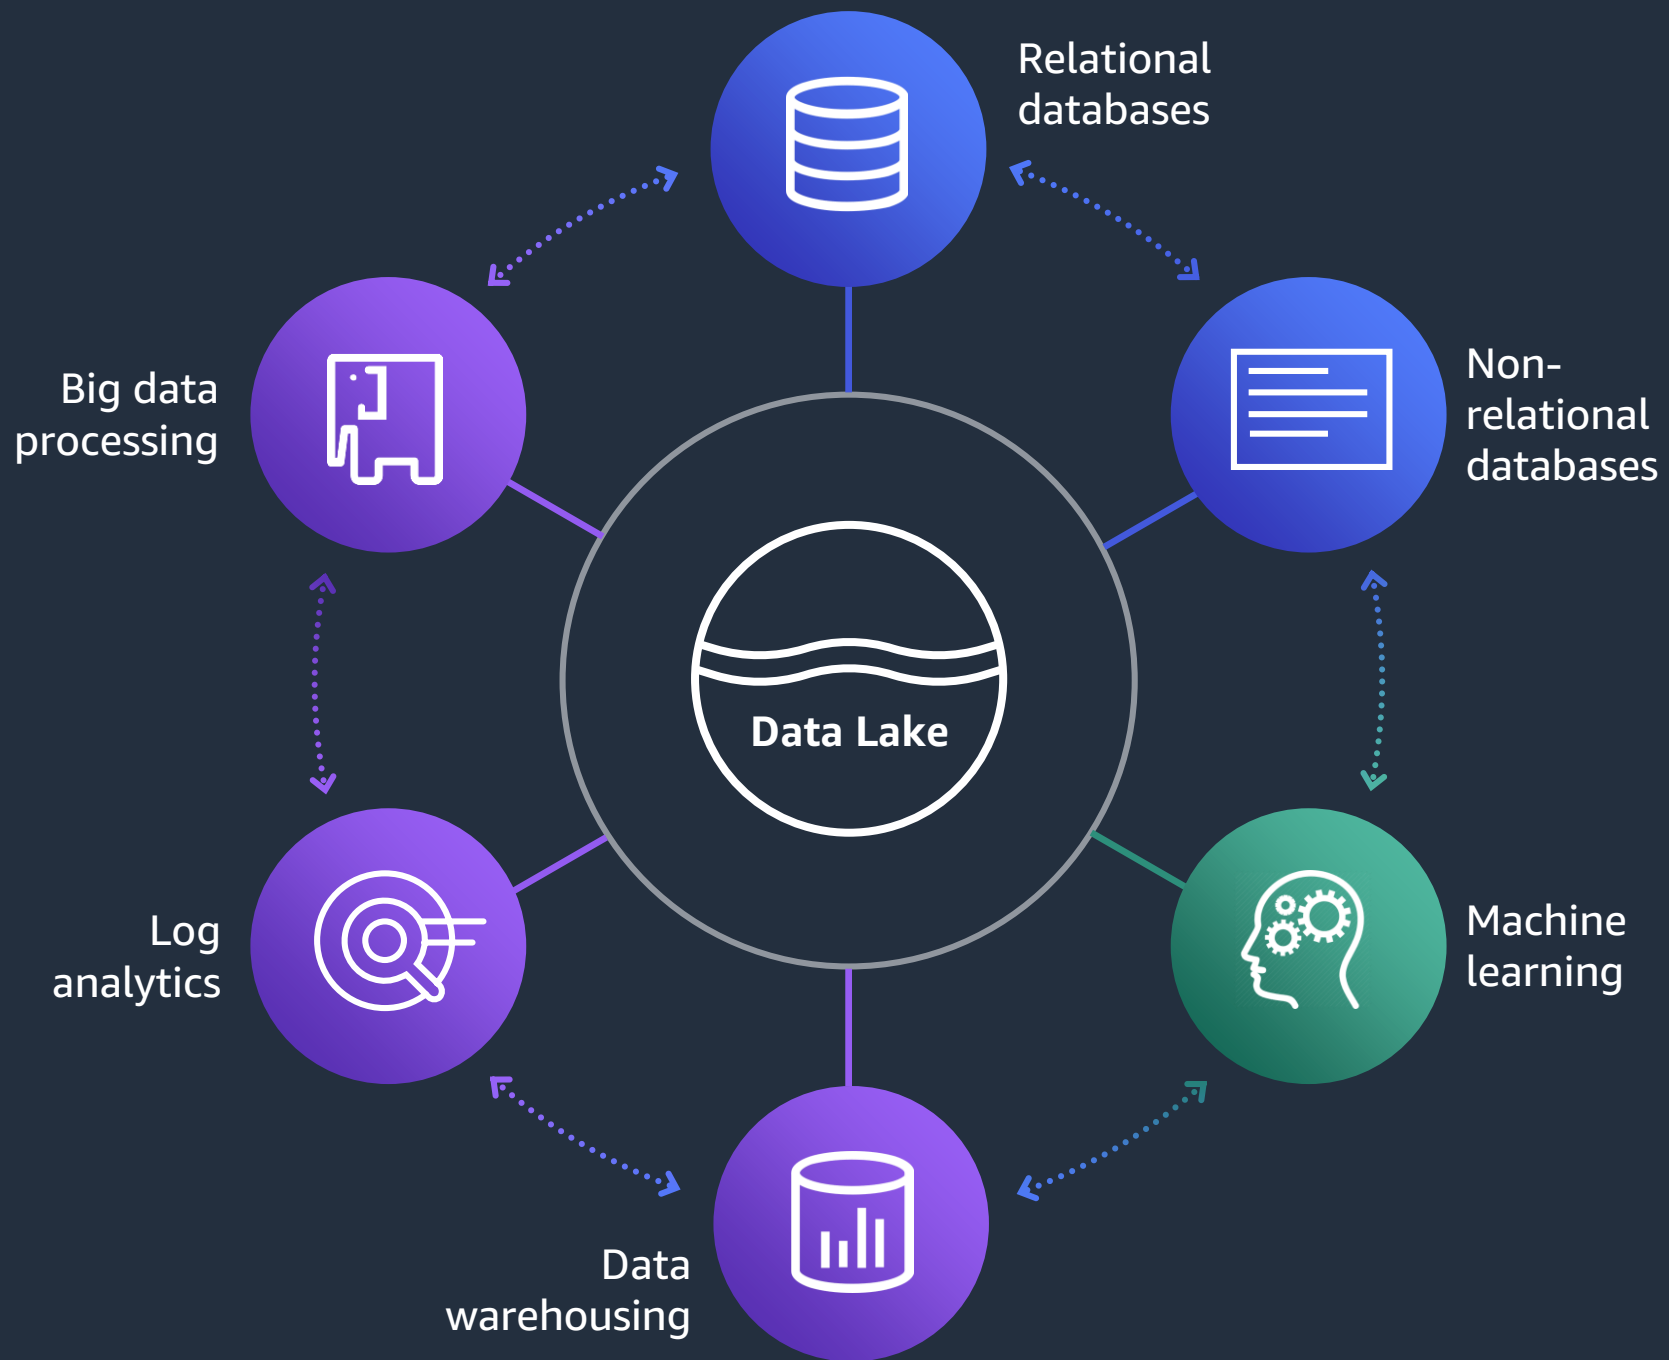 Relational
databases
Non-
relational
databases
Big data
processing
Data Lake
Machine
learning
Log
analytics
Data
warehousing